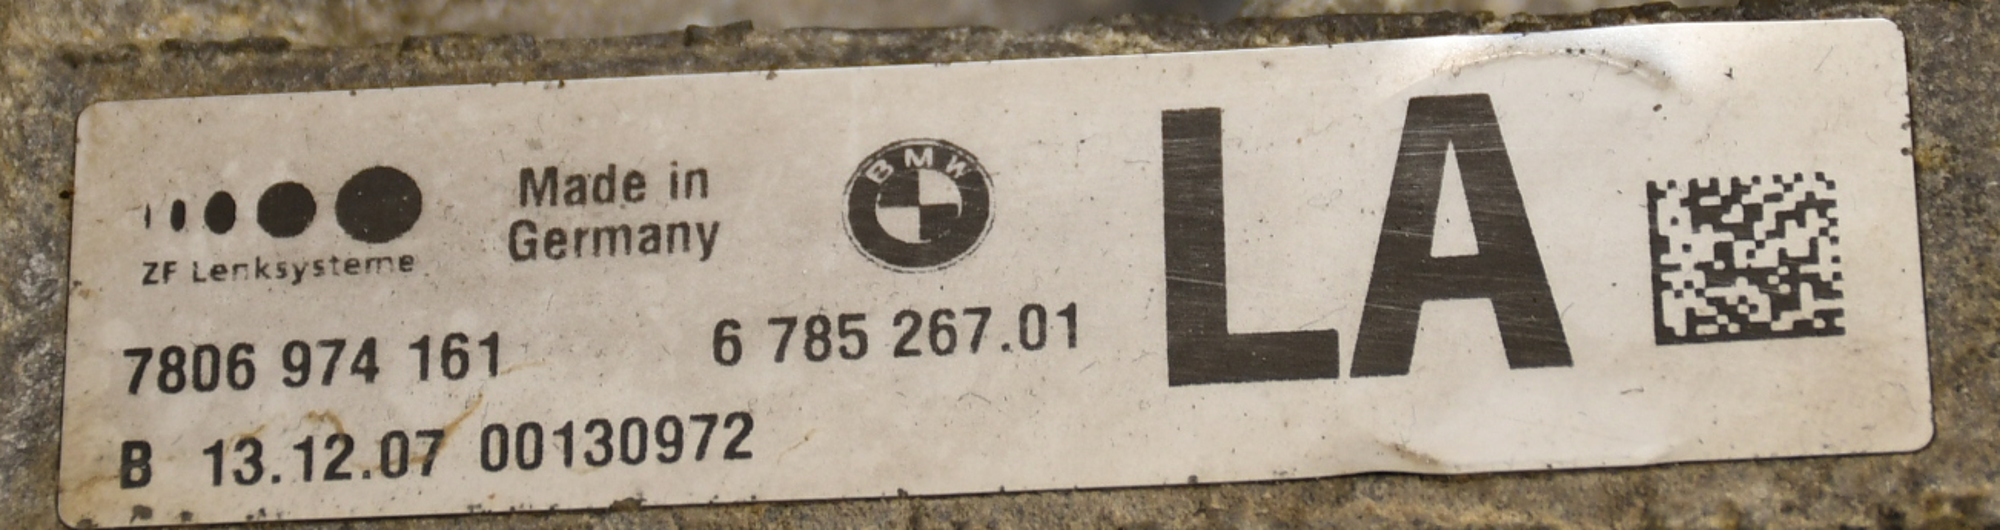 ZF Lenksysteme
Made in
Germany
BMW
LA
7806 974 161
6 785 267.01
B 13.12.07 00130972